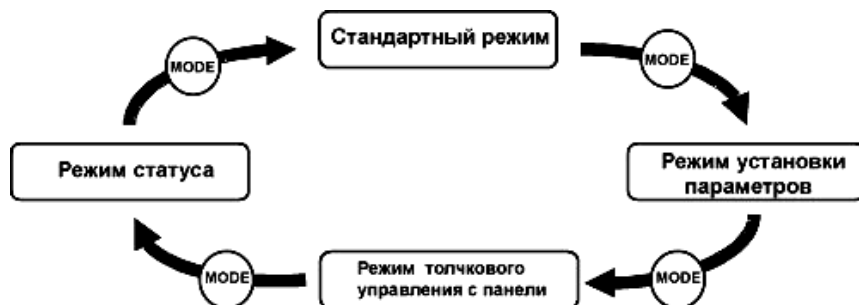 Стандартный режим
MODE
MODE
Режим статуса
Режим установки
параметров
MODE
Режим толчкового
управления с панели
MODE